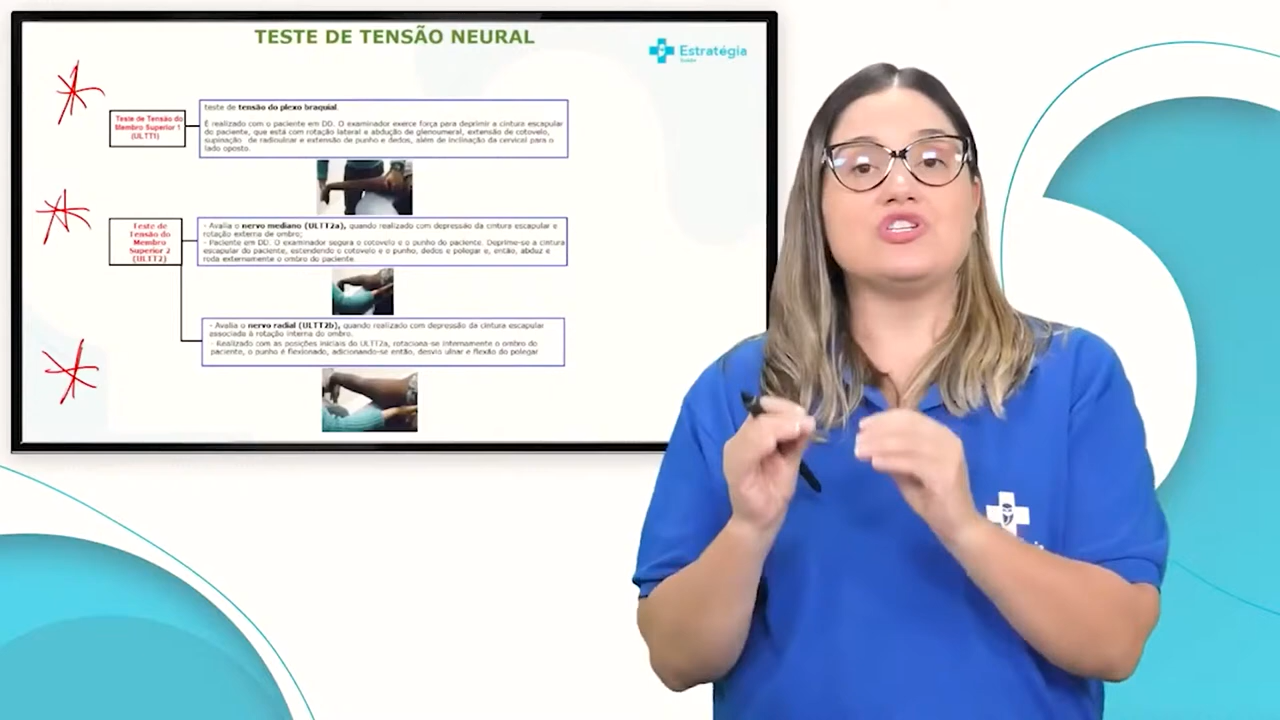 TESTE DE TENSÃO NEURAL
Estratégia
Saúde
Teste de Tensão do
Membro Superior 1
(ULTT1)
teste de tensão do plexo braquial.
É realizado com o paciente em DD. O examinador exerce força para deprimir a cintura escapular
do paciente, que está com rotação lateral e abdução de glenoumeral, extensão de cotovelo,
supinação de radioulnar e extensão de punho e dedos, além de inclinação da cervical para o
lado oposto.
Teste de
Tensão do
Membro
Superior 2
(ULTT2)
- Avalia o nervo mediano (ULTT2a), quando realizado com depressão da cintura escapular e
rotação externa de ombro;
- Paciente em DD. O examinador segura o cotovelo e o punho do paciente. Deprime-se a cintura
escapular do paciente, estendendo o cotovelo e o punho, dedos e polegar e, então, abduz e
roda externamente o ombro do paciente.
- Avalia o nervo radial (ULTT2b), quando realizado com depressão da cintura escapular
associada à rotação interna do ombro.
- Realizado com as posições iniciais do ULTT2a, rotaciona-se internamente o ombro do
paciente, o punho é flexionado, adicionando-se então, desvio ulnar e flexão do polegar